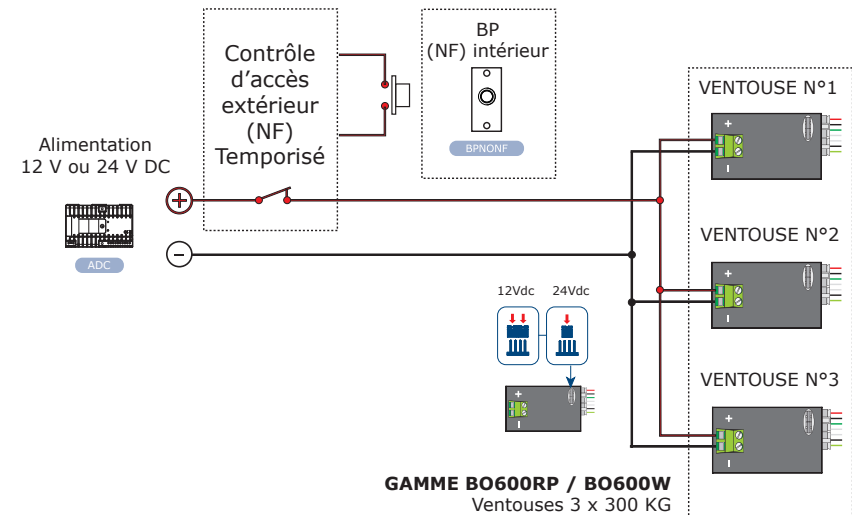 Contrôle
d'accès
extérieur
(NF)
Temporisé
BP
(NF) intérieur
BPNONF
Alimentation
12 V ou 24 V DC
+
−
ADC
VENTOUSE N°1
+
−
VENTOUSE N°2
+
−
VENTOUSE N°3
+
−
12Vdc
24Vdc
+
−
GAMME BO600RP / BO600W
Ventouses 3 x 300 KG